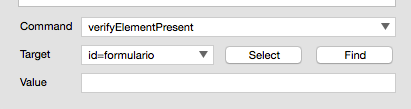 Command verifyElementPresent
Target id=formulario Select Find
Value